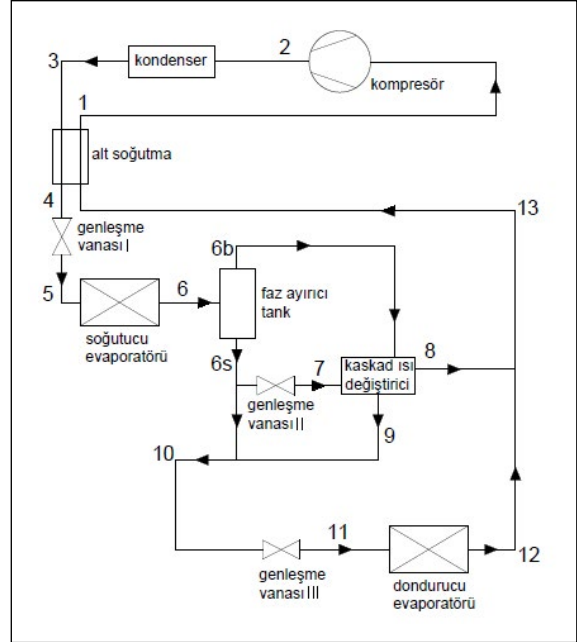 3
kondenser
2
kompresör
1
alt soğutma
4
genleşme
vanası I
13
5
6
soğutucu
evaporatörü
6b
faz ayırıcı
tank
6s
7
genleşme
vanası II
kaskad ısı
değiştirici
8
9
10
11
genleşme
vanası III
12
dondurucu
evaporatörü